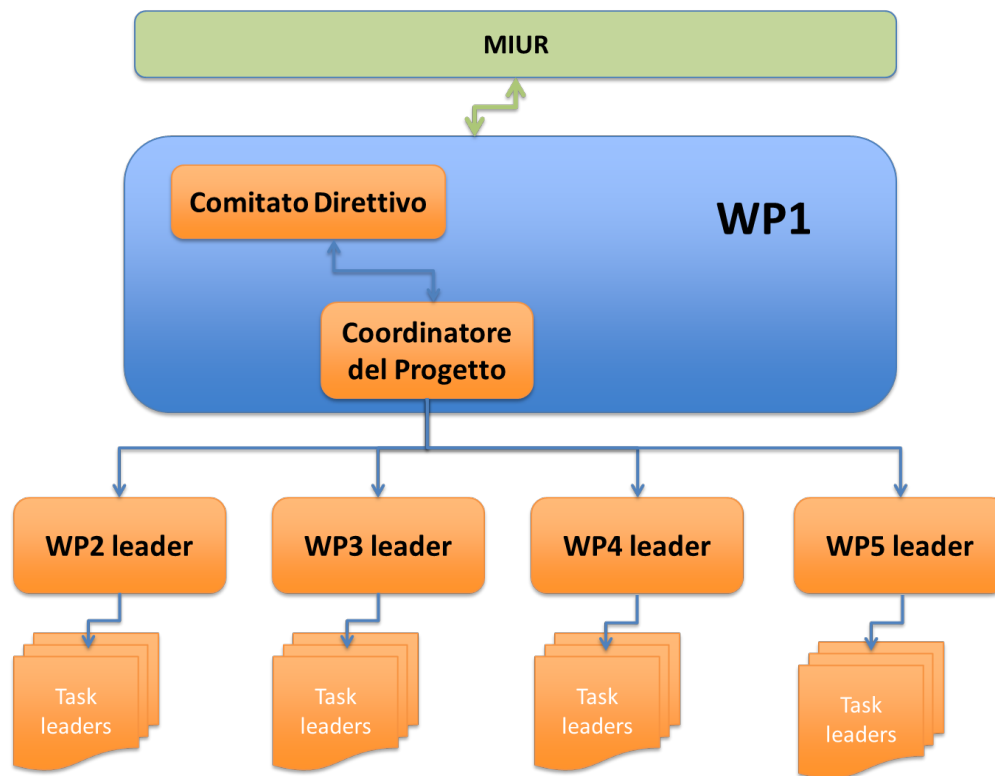 MIUR
Comitato Direttivo
WP1
Coordinatore
del Progetto
WP2 leader
WP3 leader
WP4 leader
WP5 leader
Task
leaders
Task
leaders
Task
leaders
Task
leaders